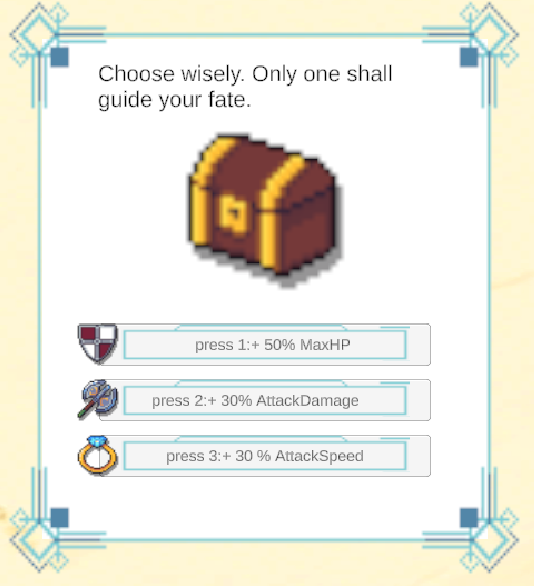 Choose wisely. Only one shall
guide your fate.
press 1:+ 50% MaxHP
press 2:+ 30% AttackDamage
press 3:+ 30 % AttackSpeed